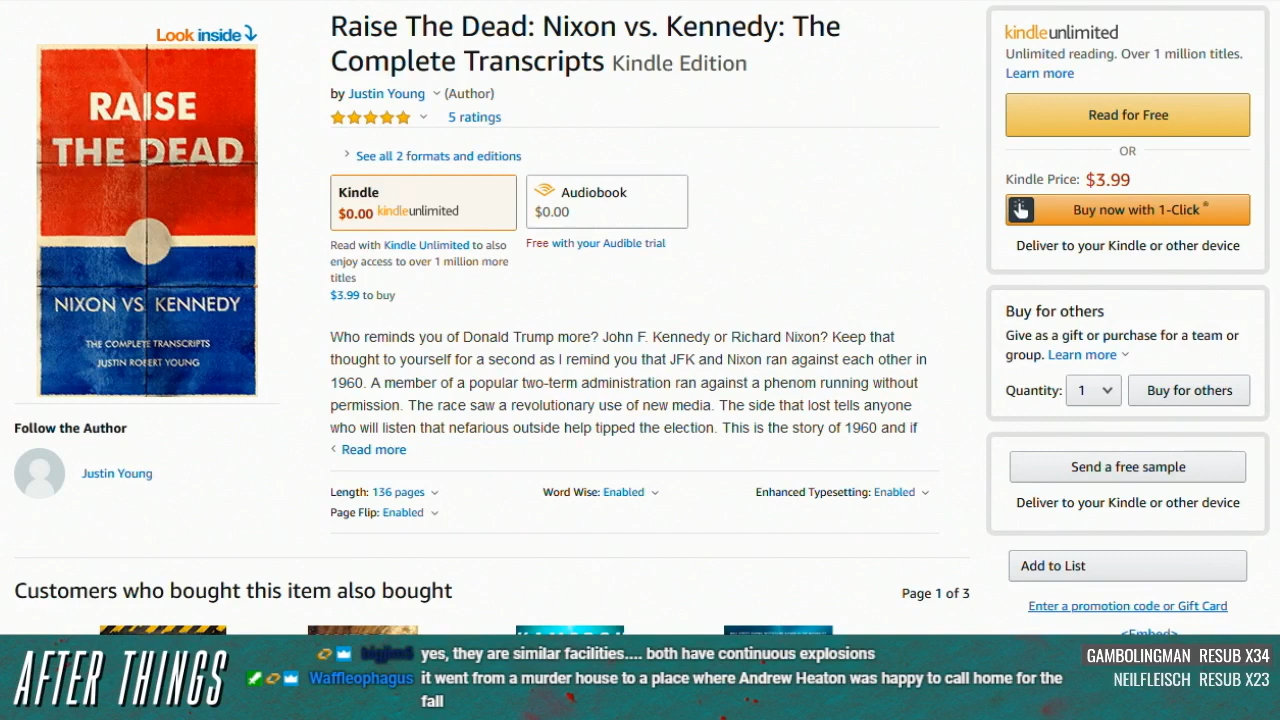 Look inside
RAISE
THE DEAD
NIXON VS. KENNEDY
THE COMPLETE TRANSCRIPTS
JUSTIN ROBERT YOUNG
Follow the Author
Justin Young
Raise The Dead: Nixon vs. Kennedy: The
Complete Transcripts Kindle Edition
by Justin Young (Author)
5 ratings
See all 2 formats and editions
Kindle
$0.00 kindleunlimited
Read with Kindle Unlimited to also
enjoy access to over 1 million more
titles
$3.99 to buy
Audiobook
$0.00
Free with your Audible trial
Who reminds you of Donald Trump more? John F. Kennedy or Richard Nixon? Keep that
thought to yourself for a second as I remind you that JFK and Nixon ran against each other in
1960. A member of a popular two-term administration ran against a phenom running without
permission. The race saw a revolutionary use of new media. The side that lost tells anyone
who will listen that nefarious outside help tipped the election. This is the story of 1960 and if
Read more
Length: 136 pages
Word Wise: Enabled
Enhanced Typesetting: Enabled
Page Flip: Enabled
kindleunlimited
Unlimited reading. Over 1 million titles.
Learn more
Read for Free
OR
Kindle Price: $3.99
Buy now with 1-Click ®
Deliver to your Kindle or other device
Buy for others
Give as a gift or purchase for a team or
group. Learn more
Quantity: 1 Buy for others
Send a free sample
Deliver to your Kindle or other device
Add to List
Enter a promotion code or Gift Card
<Embed>
Customers who bought this item also bought
Page 1 of 3
AFTER THINGS
yes, they are similar facilities.... both have continuous explosions
Waffleophagus it went from a murder house to a place where Andrew Heaton was happy to call home for the
fall
GAMBOLINGMAN RESUB X34
NEILFLEISCH RESUB X23